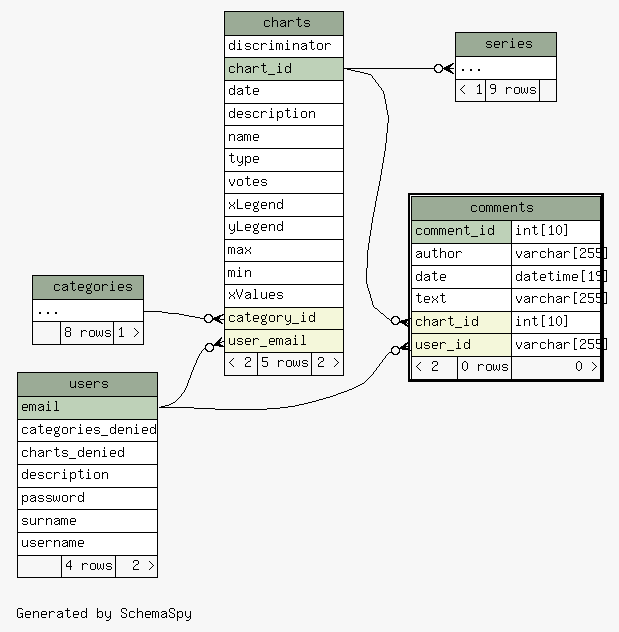 charts
discriminator
chart_id
date
description
name
type
votes
xLegend
yLegend
max
min
xValues
category_id
user_email
< 2 5 rows 2 >
series
...
< 1 9 rows
comments
comment_id int[10]
author varchar[255]
date datetime[19]
text varchar[255]
chart_id int[10]
user_id varchar[255]
< 2 0 rows 0 >
categories
...
8 rows 1 >
users
email
categories_denied
charts_denied
description
password
surname
username
4 rows 2 >
Generated by SchemaSpy